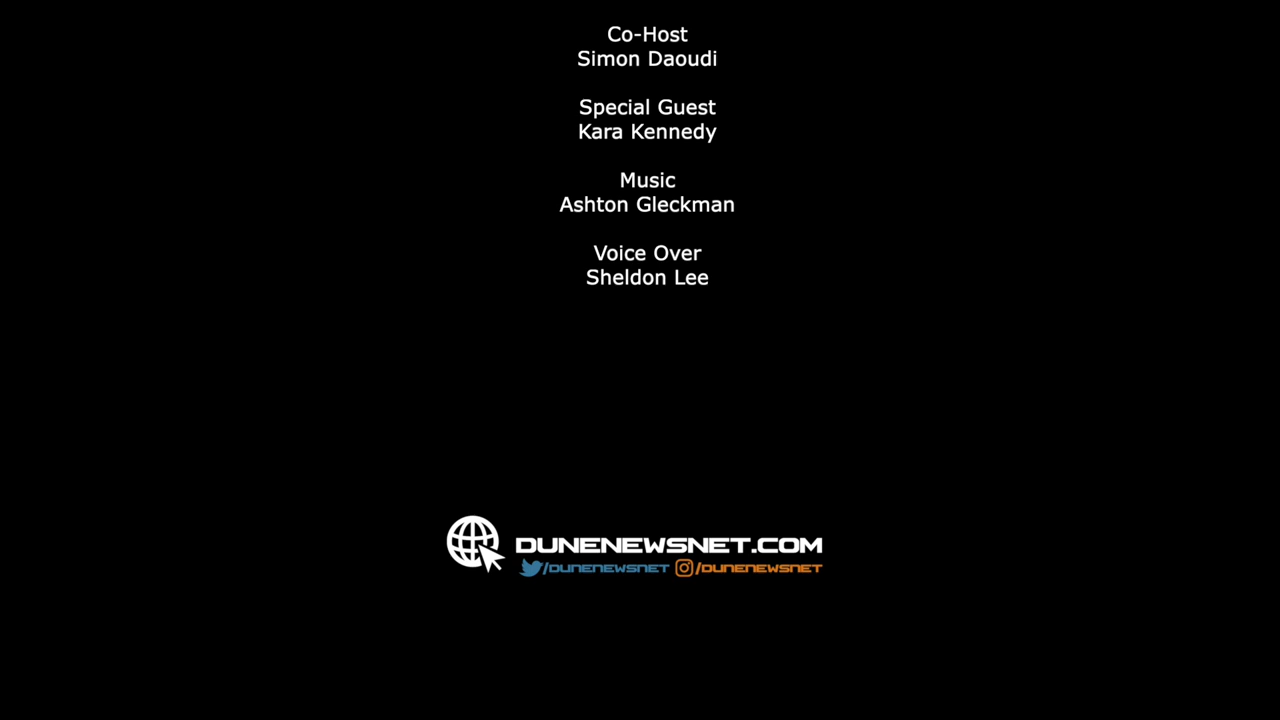 Co-Host
Simon Daoudi
Special Guest
Kara Kennedy
Music
Ashton Gleckman
Voice Over
Sheldon Lee
DUNENEWSNET.COM
/DUNENEWSNET /DUNENEWSNET